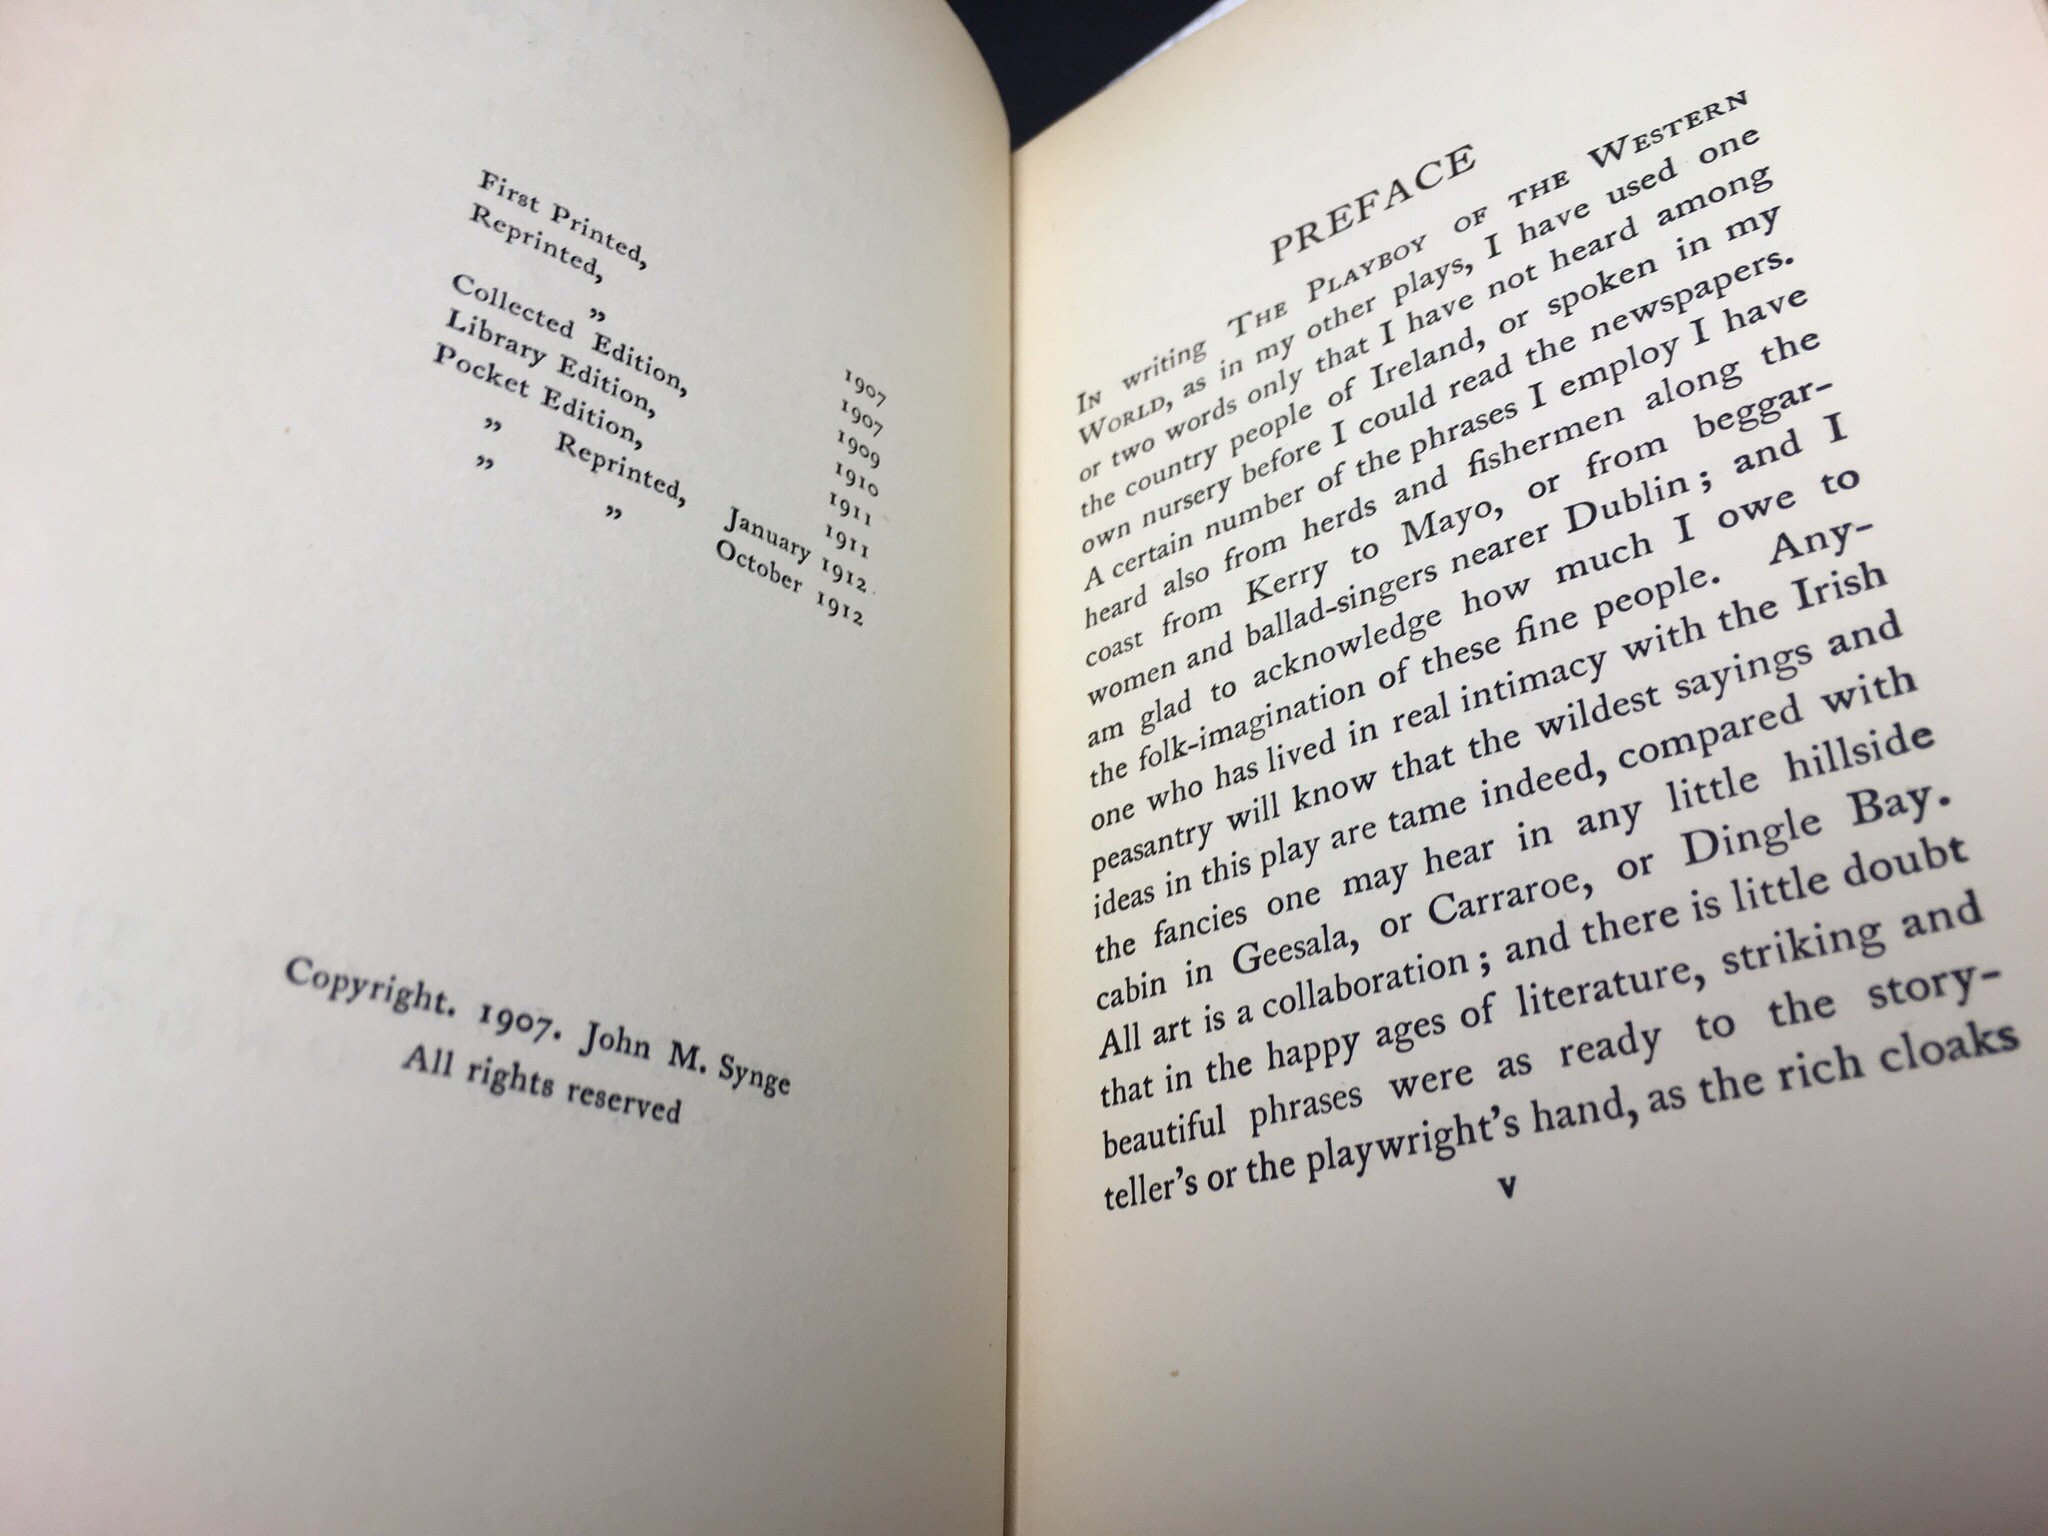 First Printed, 1907
Reprinted, 1907
„ 1909
Collected Edition, 1910
Library Edition, 1911
Pocket Edition, 1911
„ Reprinted, January 1912
„ „ October 1912
Copyright. 1907. John M. Synge
All rights reserved
PREFACE
In writing The Playboy of the Western
World, as in my other plays, I have used one
or two words only that I have not heard among
the country people of Ireland, or spoken in my
own nursery before I could read the newspapers.
A certain number of the phrases I employ I have
heard also from herds and fishermen along the
coast from Kerry to Mayo, or from beggar-
women and ballad-singers nearer Dublin; and I
am glad to acknowledge how much I owe to
the folk-imagination of these fine people. Any-
one who has lived in real intimacy with the Irish
peasantry will know that the wildest sayings and
ideas in this play are tame indeed, compared with
the fancies one may hear in any little hillside
cabin in Geesala, or Carraroe, or Dingle Bay.
All art is a collaboration; and there is little doubt
that in the happy ages of literature, striking and
beautiful phrases were as ready to the story-
teller's or the playwright's hand, as the rich cloaks
v